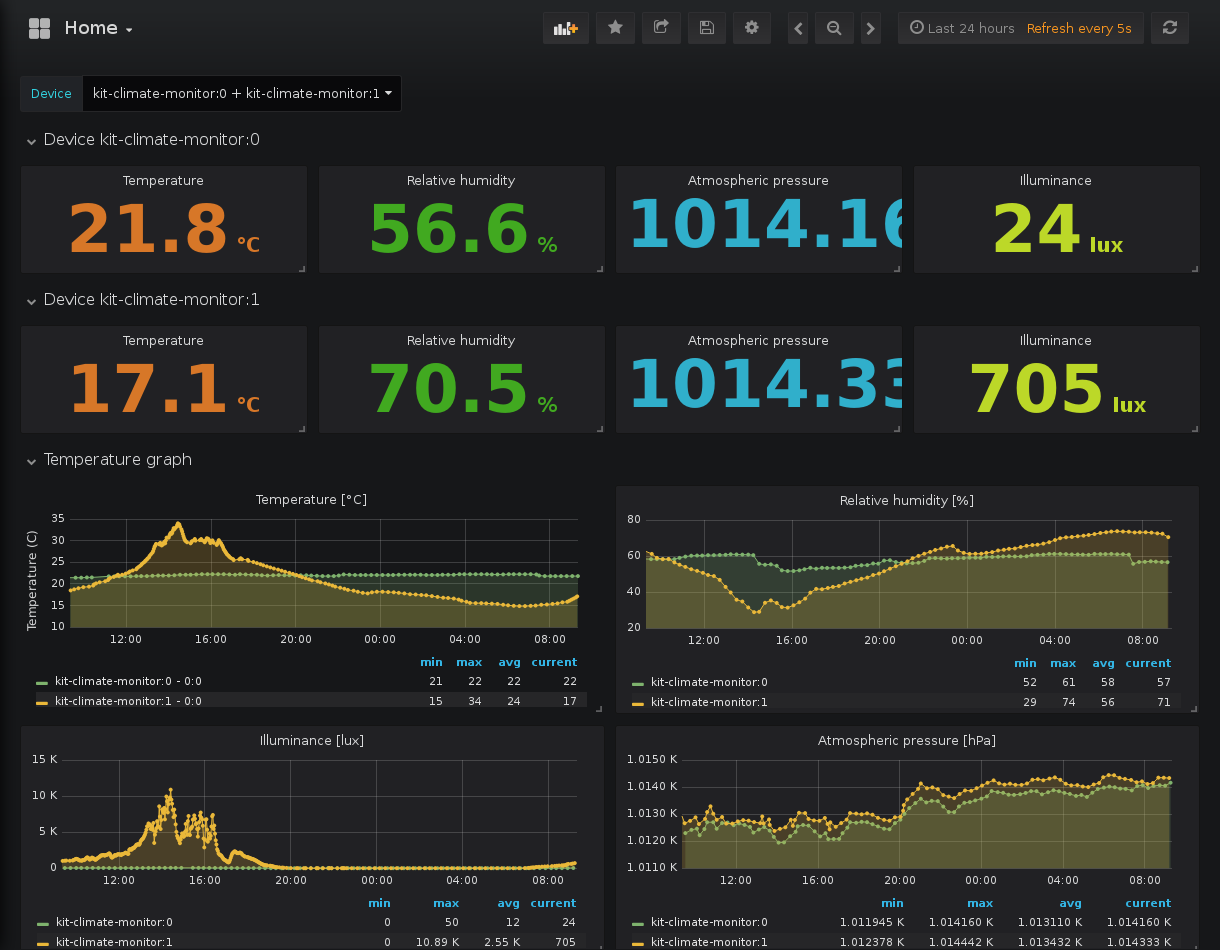 Home
Last 24 hours Refresh every 5s
Device kit-climate-monitor:0 + kit-climate-monitor:1
Device kit-climate-monitor:0
Temperature Relative humidity Atmospheric pressure Illuminance
21.8 °C 56.6 % 1014.16 24 lux
Device kit-climate-monitor:1
Temperature Relative humidity Atmospheric pressure Illuminance
17.1 °C 70.5 % 1014.33 705 lux
Temperature graph
Temperature [°C]
Temperature (C)
35
30
25
20
15
10
12:00 16:00 20:00 00:00 04:00 08:00
min max avg current
kit-climate-monitor:0 - 0:0 21 22 22 22
kit-climate-monitor:1 - 0:0 15 34 24 17
Relative humidity [%]
80
60
40
20
12:00 16:00 20:00 00:00 04:00 08:00
min max avg current
kit-climate-monitor:0 52 61 58 57
kit-climate-monitor:1 29 74 56 71
Illuminance [lux]
15 K
10 K
5 K
0
12:00 16:00 20:00 00:00 04:00 08:00
min max avg current
kit-climate-monitor:0 0 50 12 24
kit-climate-monitor:1 0 10.89 K 2.55 K 705
Atmospheric pressure [hPa]
1.0150 K
1.0140 K
1.0130 K
1.0120 K
1.0110 K
12:00 16:00 20:00 00:00 04:00 08:00
min max avg current
kit-climate-monitor:0 1.011945 K 1.014160 K 1.013110 K 1.014160 K
kit-climate-monitor:1 1.012378 K 1.014442 K 1.013432 K 1.014333 K